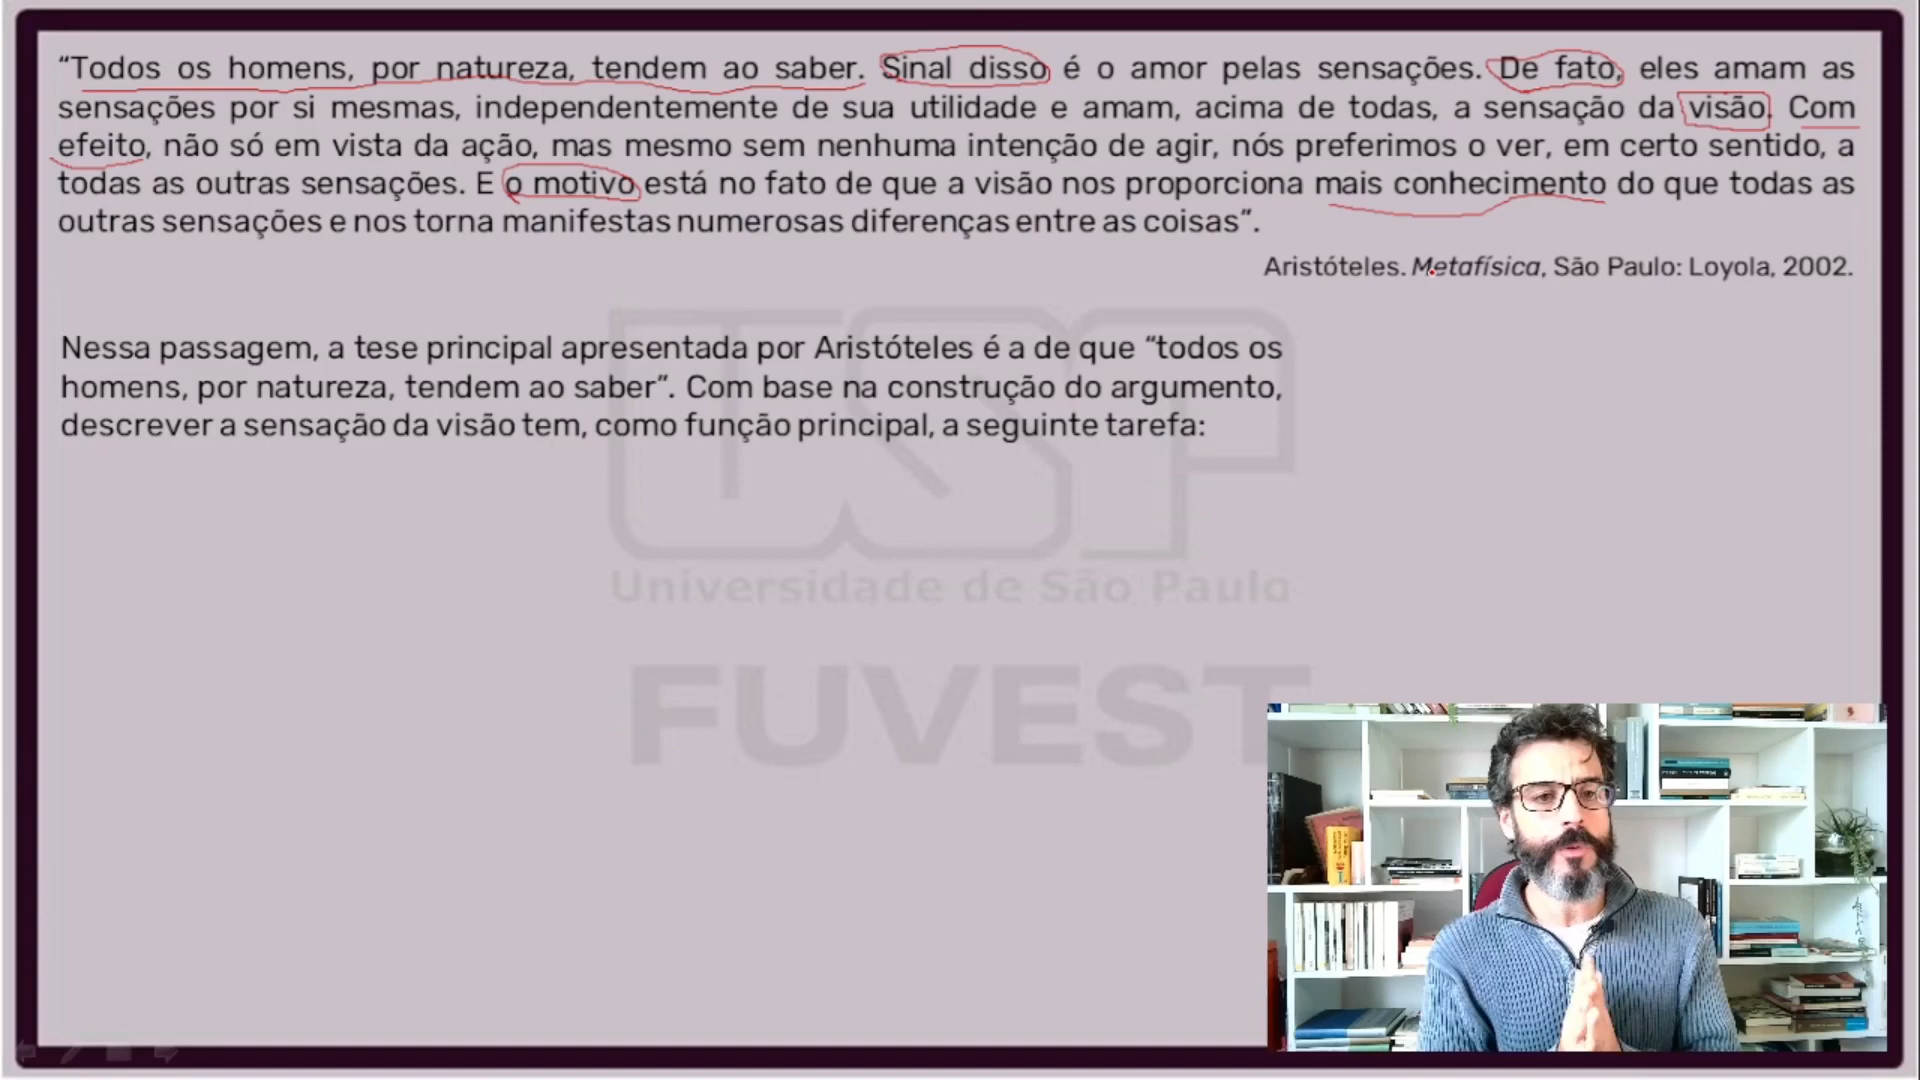 “Todos os homens, por natureza, tendem ao saber. Sinal disso é o amor pelas sensações. De fato, eles amam as
sensações por si mesmas, independentemente de sua utilidade e amam, acima de todas, a sensação da visão. Com
efeito, não só em vista da ação, mas mesmo sem nenhuma intenção de agir, nós preferimos o ver, em certo sentido, a
todas as outras sensações. E o motivo está no fato de que a visão nos proporciona mais conhecimento do que todas as
outras sensações e nos torna manifestas numerosas diferenças entre as coisas”.
Aristóteles. Metafísica, São Paulo: Loyola, 2002.
Nessa passagem, a tese principal apresentada por Aristóteles é a de que “todos os
homens, por natureza, tendem ao saber”. Com base na construção do argumento,
descrever a sensação da visão tem, como função principal, a seguinte tarefa:
USP
Universidade de São Paulo
FUVEST